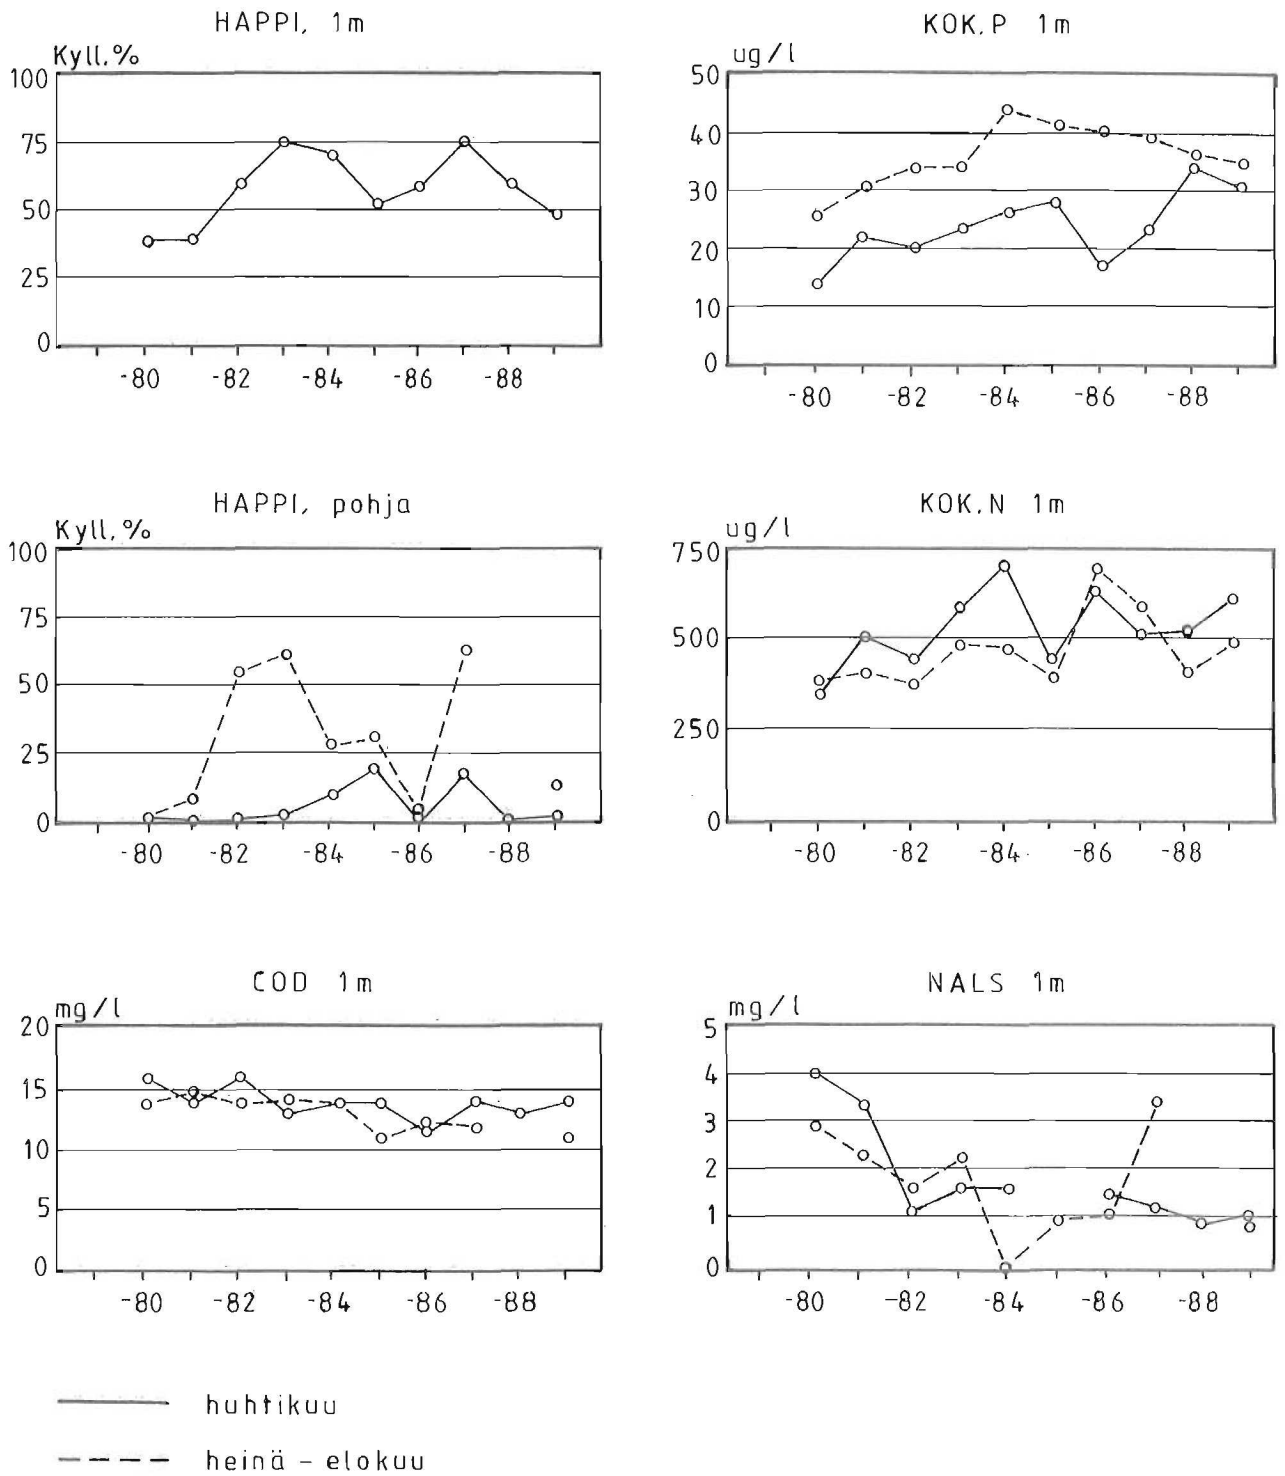 HAPPI, 1m
Kyll.%
100
75
50
25
0
-80 -82 -84 -86 -88
KOK.P 1m
ug/l
50
40
30
20
10
0
-80 -82 -84 -86 -88
HAPPI, pohja
Kyll.%
100
75
50
25
0
-80 -82 -84 -86 -88
KOK.N 1m
ug/l
750
500
250
0
-80 -82 -84 -86 -88
COD 1m
mg/l
20
15
10
5
0
-80 -82 -84 -86 -88
NALS 1m
mg/l
5
4
3
2
1
0
-80 -82 -84 -86 -88
huhtikuu
heinä - elokuu